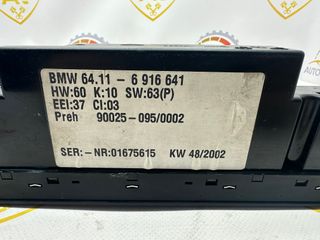 BMW 64.11 - 6 916 641
HW:60 K:10 SW:63(P)
EEI:37 CI:03
Preh 90025-095/0002
SER:-NR:01675615 KW 48/2002